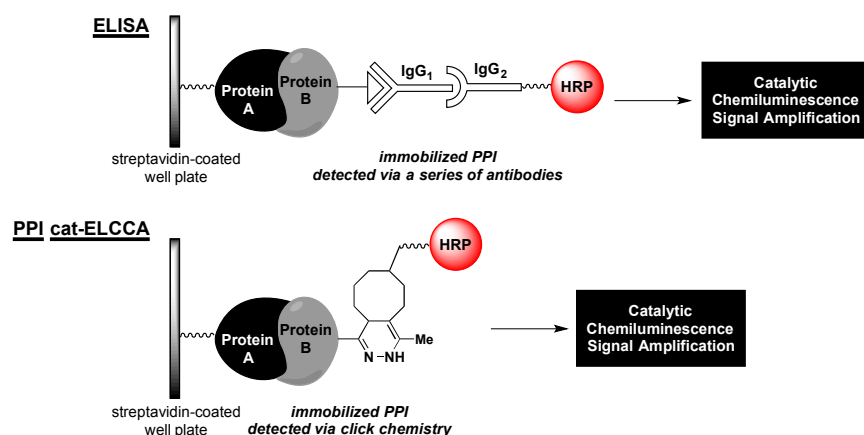 ELISA
Protein
A
Protein
B
IgG1
IgG2
HRP
Catalytic
Chemiluminescence
Signal Amplification
streptavidin-coated
well plate
immobilized PPI
detected via a series of antibodies
PPI cat-ELCCA
HRP
Protein
A
Protein
B
Me
N
NH
Catalytic
Chemiluminescence
Signal Amplification
streptavidin-coated
well plate
immobilized PPI
detected via click chemistry